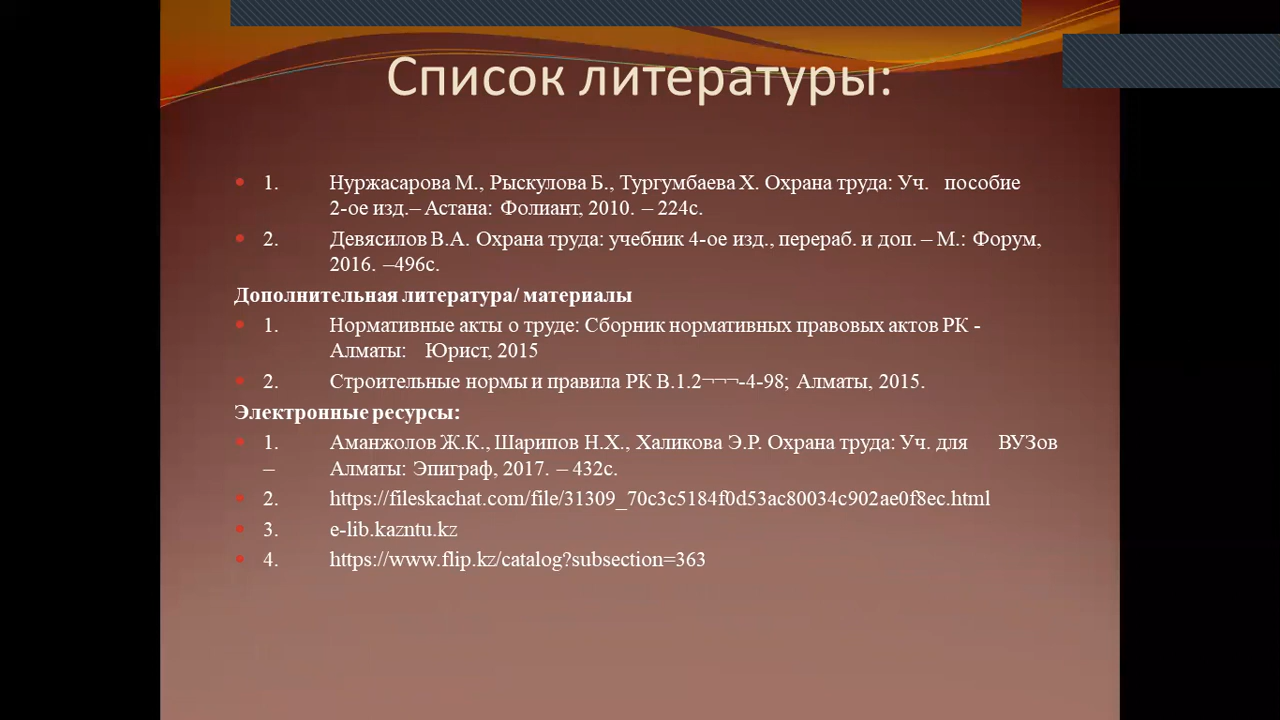 Список литературы:
• 1. Нуржасарова М., Рыскулова Б., Тургумбаева Х. Охрана труда: Уч. пособие
2-ое изд.– Астана: Фолиант, 2010. – 224с.
• 2. Девясилов В.А. Охрана труда: учебник 4-ое изд., перераб. и доп. – М.: Форум,
2016. –496с.
Дополнительная литература/ материалы
• 1. Нормативные акты о труде: Сборник нормативных правовых актов РК -
Алматы: Юрист, 2015
• 2. Строительные нормы и правила РК В.1.2¬¬¬-4-98; Алматы, 2015.
Электронные ресурсы:
• 1. Аманжолов Ж.К., Шарипов Н.Х., Халикова Э.Р. Охрана труда: Уч. для ВУЗов
– Алматы: Эпиграф, 2017. – 432с.
• 2. https://fileskachat.com/file/31309_70c3c5184f0d53ac80034c902ae0f8ec.html
• 3. e-lib.kazntu.kz
• 4. https://www.flip.kz/catalog?subsection=363